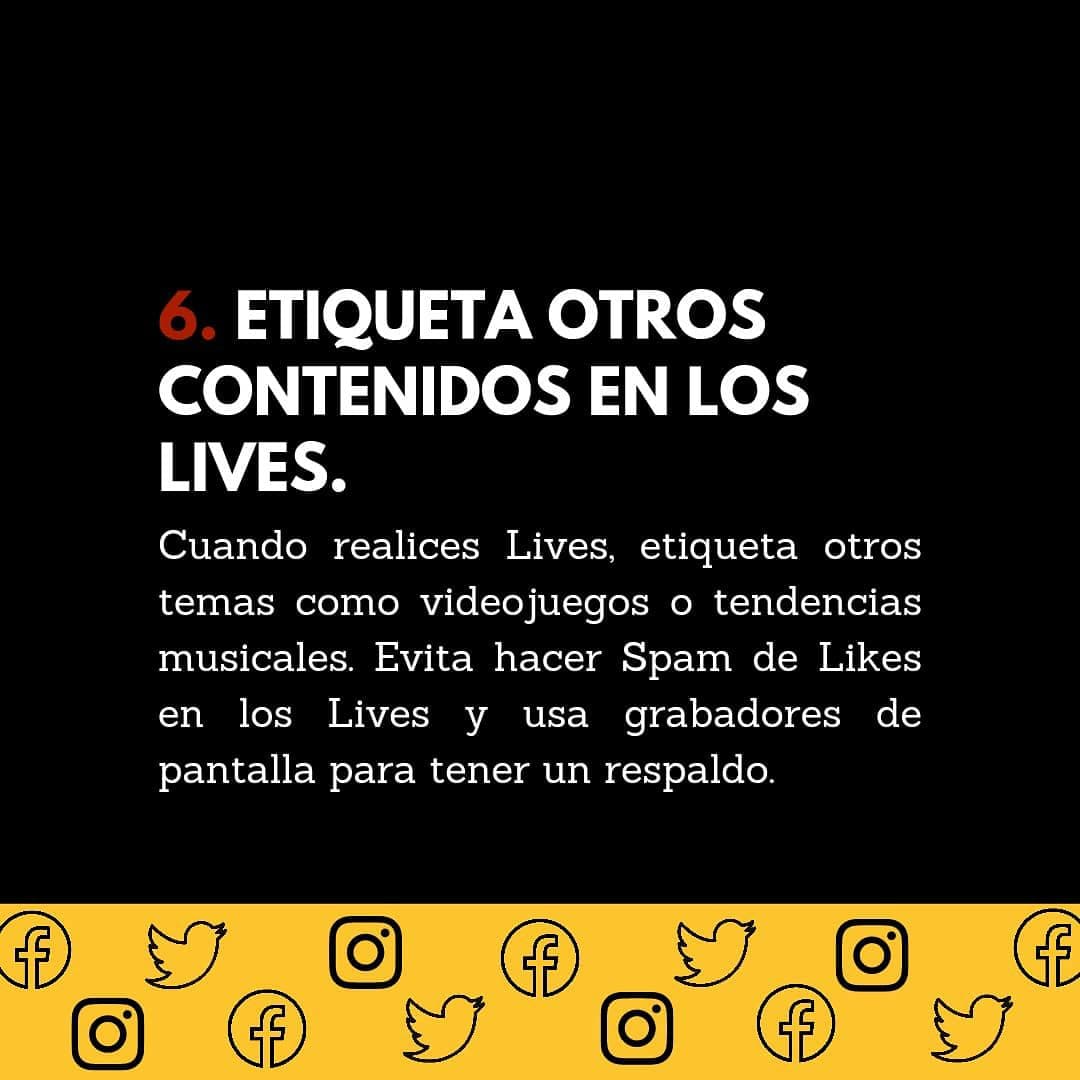 6. ETIQUETA OTROS
CONTENIDOS EN LOS
LIVES.
Cuando realices Lives, etiqueta otros
temas como videojuegos o tendencias
musicales. Evita hacer Spam de Likes
en los Lives y usa grabadores de
pantalla para tener un respaldo.